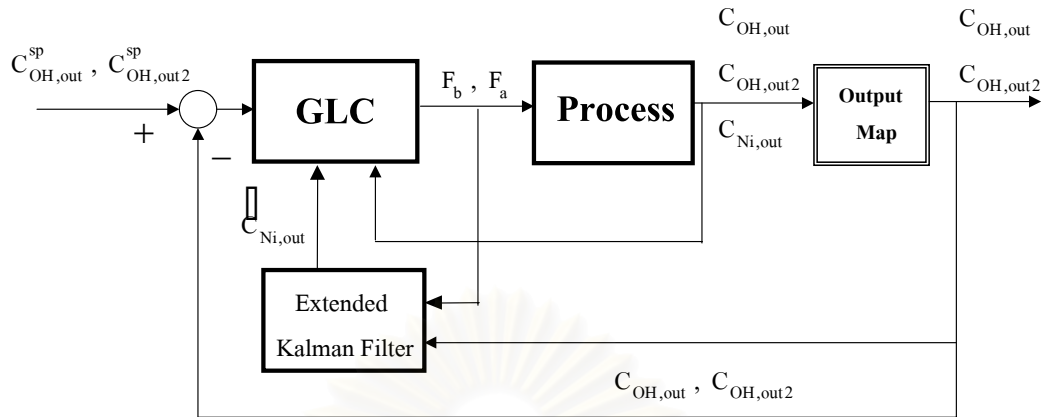 C^sp_OH,out , C^sp_OH,out2
+
−
GLC
F_b , F_a
Process
C_OH,out
C_OH,out2
C_Ni,out
Output
Map
C_OH,out
C_OH,out2
C_Ni,out
Extended
Kalman Filter
C_OH,out , C_OH,out2